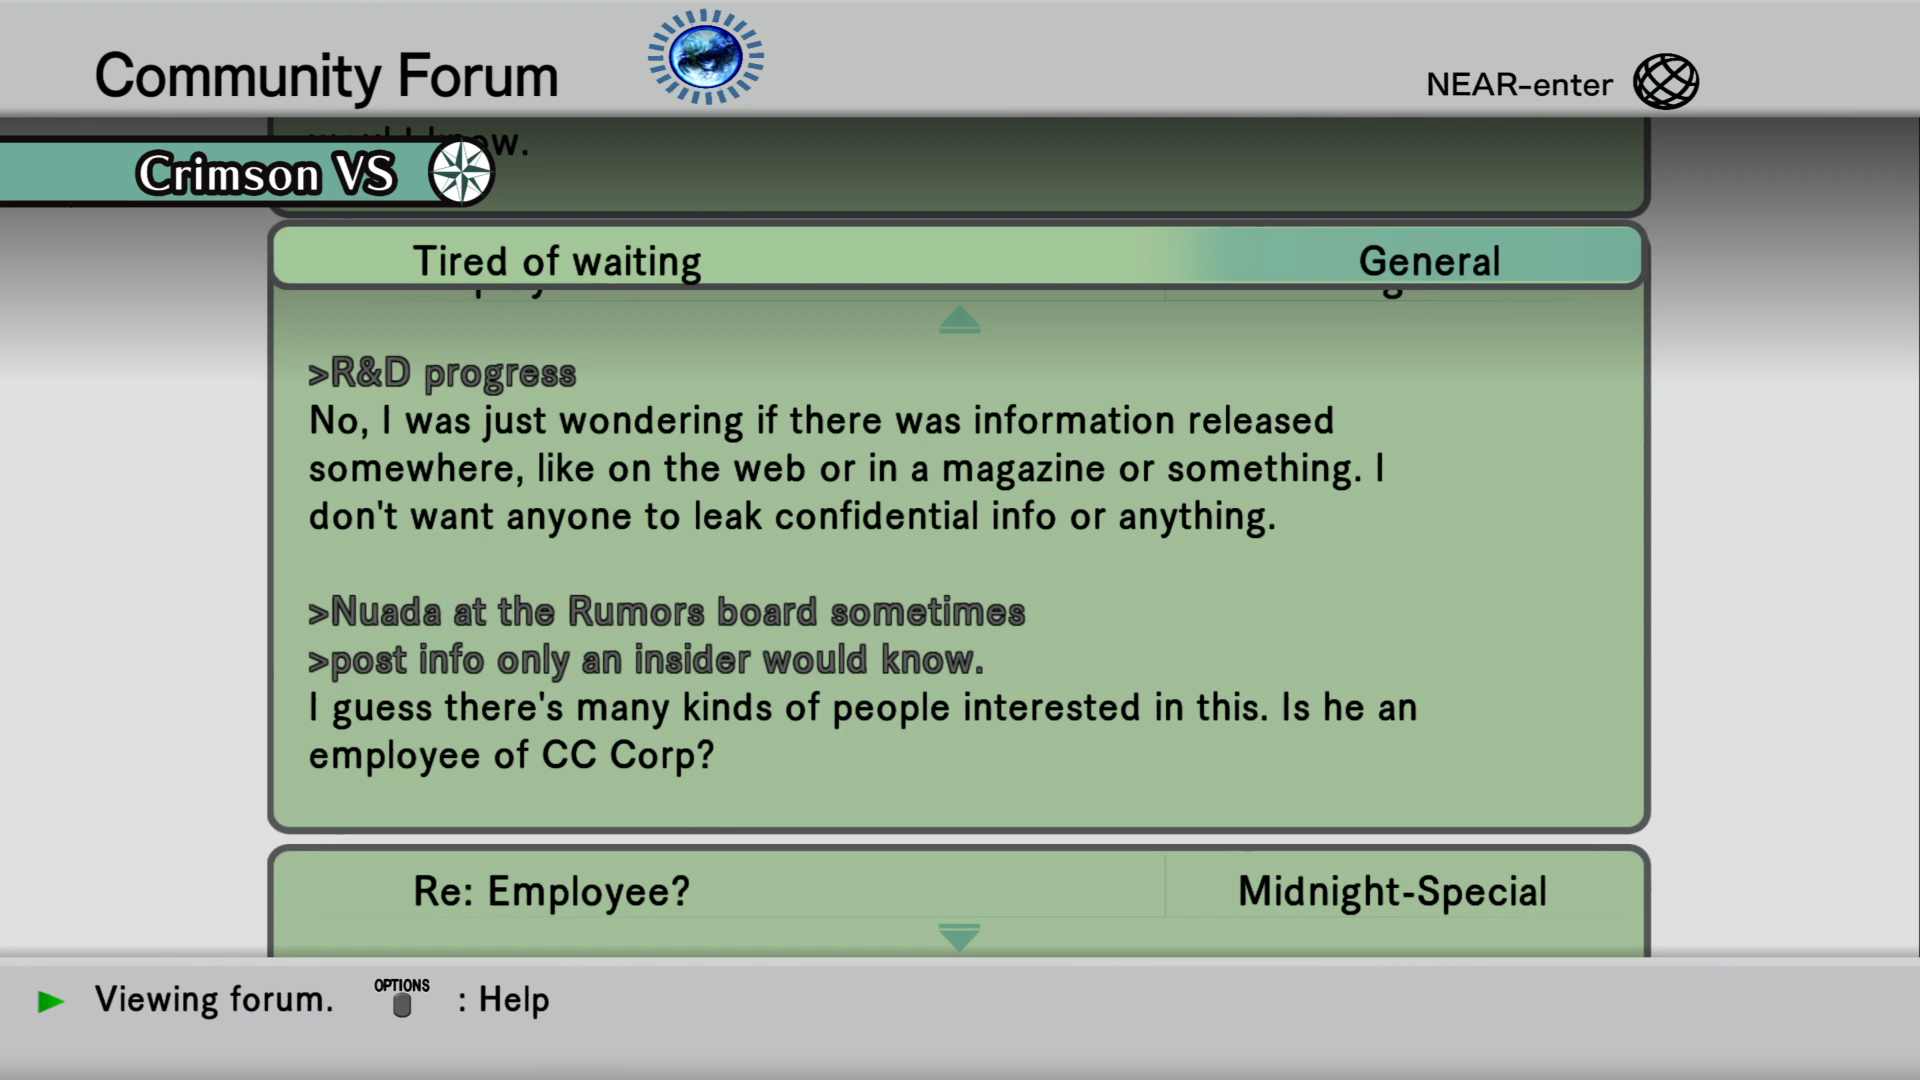 Community Forum
NEAR-enter
Crimson VS
Tired of waiting
General
>R&D progress
No, I was just wondering if there was information released
somewhere, like on the web or in a magazine or something. I
don't want anyone to leak confidential info or anything.
>Nuada at the Rumors board sometimes
>post info only an insider would know.
I guess there's many kinds of people interested in this. Is he an
employee of CC Corp?
Re: Employee?
Midnight-Special
Viewing forum.
OPTIONS
: Help